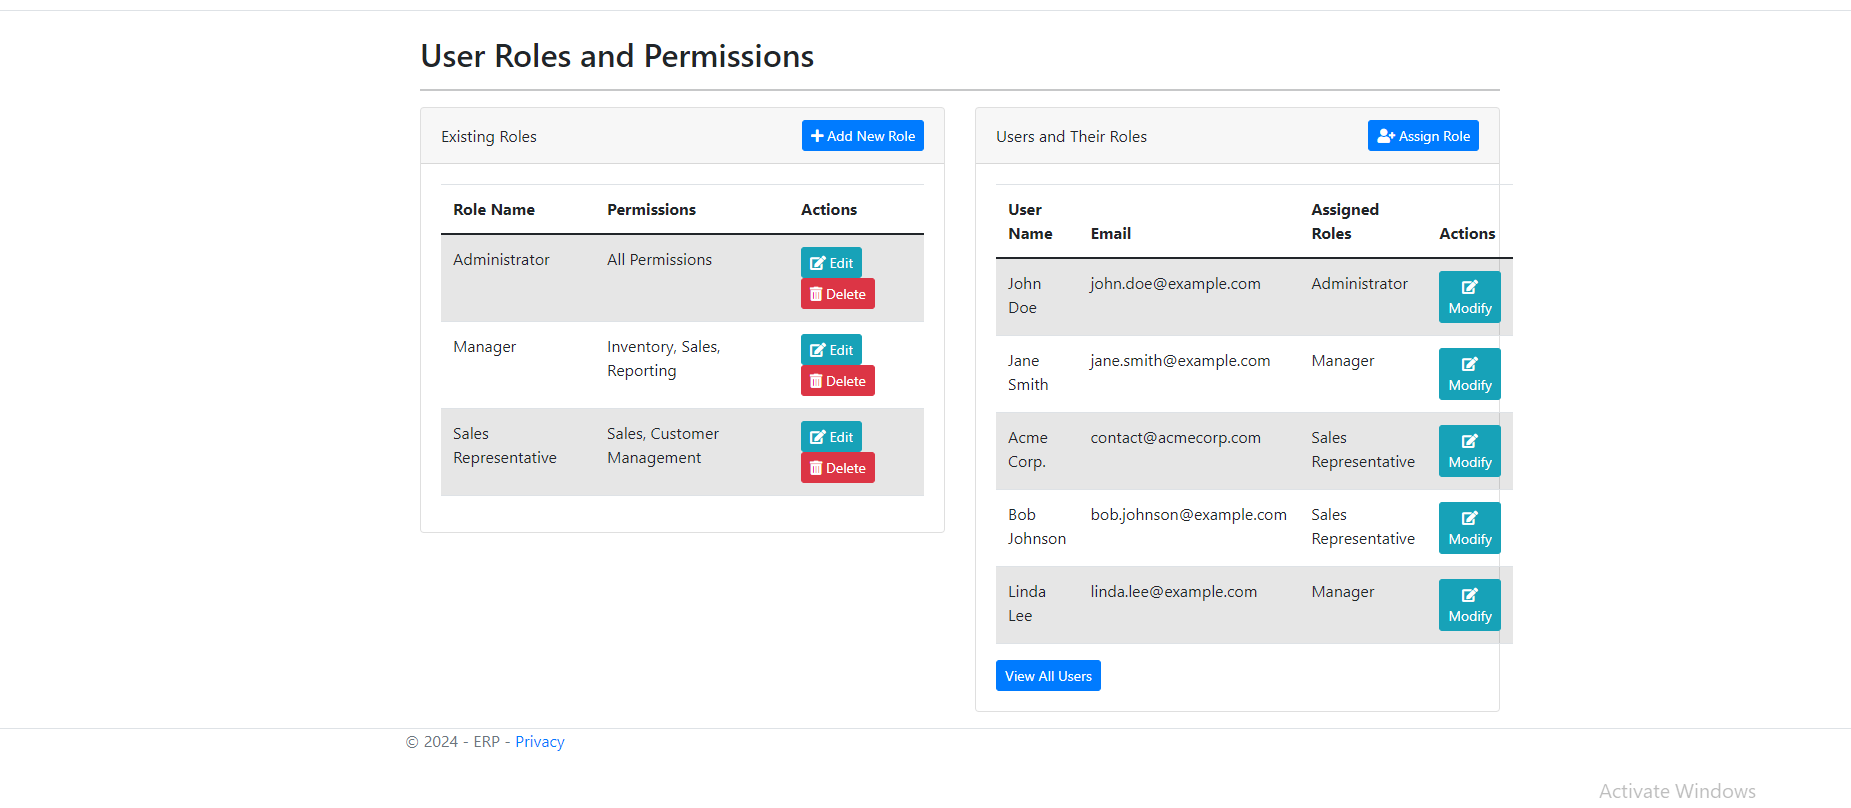 User Roles and Permissions
Existing Roles
Add New Role
Role Name Permissions Actions
Administrator All Permissions Edit
Delete
Manager Inventory, Sales, Edit
Reporting Delete
Sales Sales, Customer Edit
Representative Management Delete
Users and Their Roles
Assign Role
User Assigned
Name Email Roles Actions
John john.doe@example.com Administrator
Doe Modify
Jane jane.smith@example.com Manager
Smith Modify
Acme contact@acmecorp.com Sales
Corp. Representative Modify
Bob bob.johnson@example.com Sales
Johnson Representative Modify
Linda linda.lee@example.com Manager
Lee Modify
View All Users
© 2024 - ERP - Privacy
Activate Windows